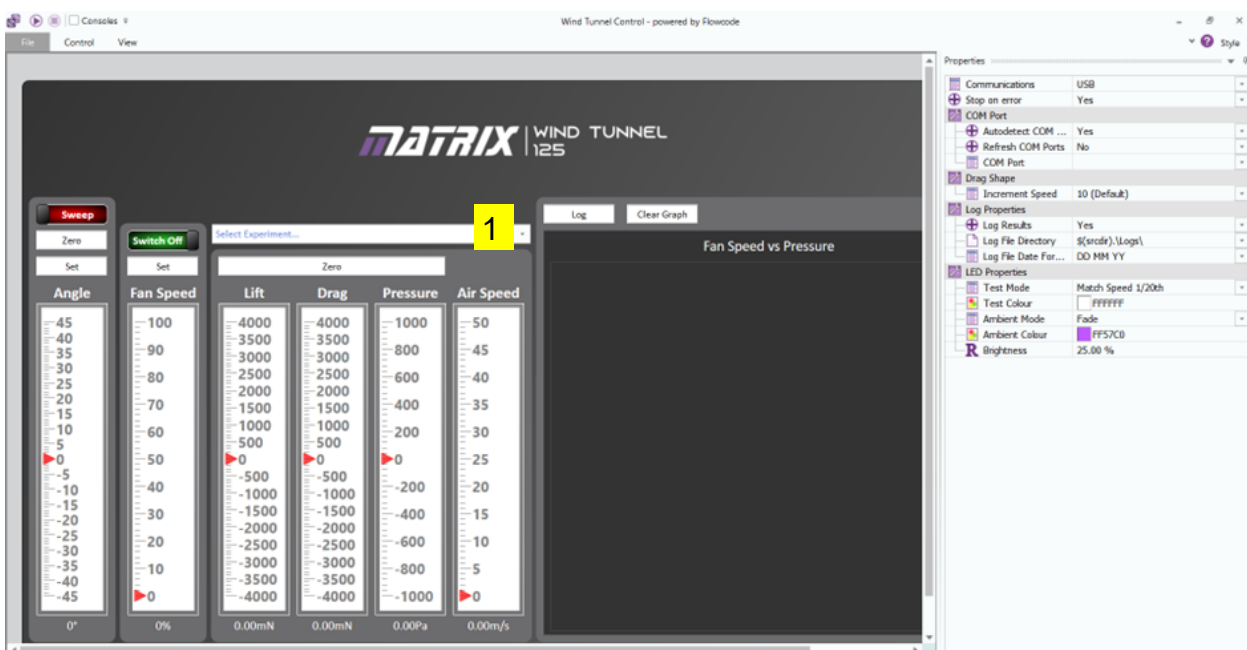 Consoles
Wind Tunnel Control - powered by Flowcode
File Control View
Style
MATRIX WIND TUNNEL
125
Sweep
Zero
Set
Angle
45
40
35
30
25
20
15
10
5
0
-5
-10
-15
-20
-25
-30
-35
-40
-45
0°
Switch Off
Set
Fan Speed
100
90
80
70
60
50
40
30
20
10
0
0%
Select Experiment...
1
Zero
Lift
4000
3500
3000
2500
2000
1500
1000
500
0
-500
-1000
-1500
-2000
-2500
-3000
-3500
-4000
0.00mN
Drag
4000
3500
3000
2500
2000
1500
1000
500
0
-500
-1000
-1500
-2000
-2500
-3000
-3500
-4000
0.00mN
Pressure
1000
800
600
400
200
0
-200
-400
-600
-800
-1000
0.00Pa
Air Speed
50
45
40
35
30
25
20
15
10
5
0
0.00m/s
Log Clear Graph
Fan Speed vs Pressure
Properties
Communications USB
Stop on error Yes
COM Port
Autodetect COM ... Yes
Refresh COM Ports No
COM Port
Drag Shape
Increment Speed 10 (Default)
Log Properties
Log Results Yes
Log File Directory $(srcdir).\Logs\
Log File Date For... DD MM YY
LED Properties
Test Mode Match Speed 1/20th
Test Colour FFFFFF
Ambient Mode Fade
Ambient Colour FF57C0
R Brightness 25.00 %